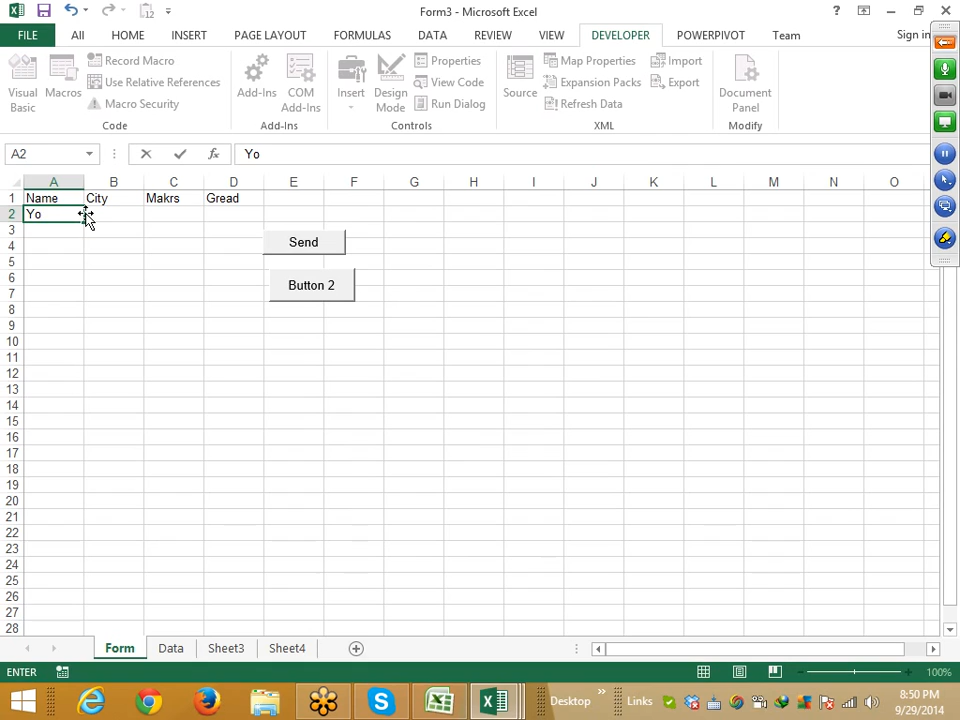 Form3 - Microsoft Excel
?
FILE All HOME INSERT PAGE LAYOUT FORMULAS DATA REVIEW VIEW DEVELOPER POWERPIVOT Team Sign in
Visual Basic
Macros
Record Macro
Use Relative References
Macro Security
Code
Add-Ins
COM Add-Ins
Add-Ins
Insert
Design Mode
Properties
View Code
Run Dialog
Controls
Source
Map Properties
Expansion Packs
Refresh Data
Import
Export
XML
Document Panel
Modify
A2 fx Yo
A B C D E F G H I J K L M N O
1 Name City Makrs Gread
2 Yo
3
4 Send
5
6
7 Button 2
8
9
10
11
12
13
14
15
16
17
18
19
20
21
22
23
24
25
26
27
28
Form Data Sheet3 Sheet4
ENTER 100%
Desktop » Links 8:50 PM
9/29/2014